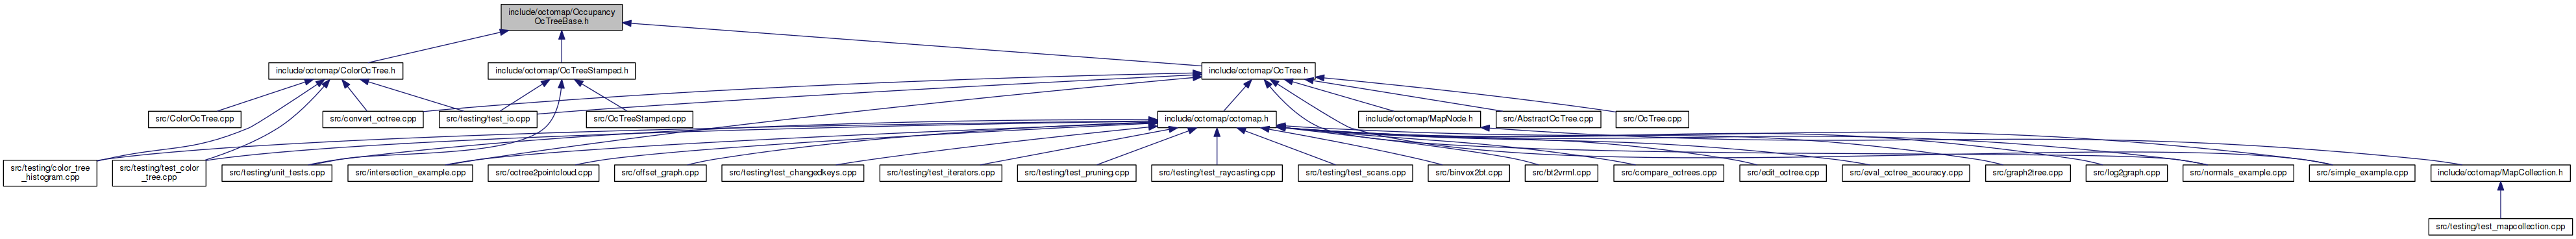 include/octomap/Occupancy
OcTreeBase.h
include/octomap/ColorOcTree.h
include/octomap/OcTreeStamped.h
include/octomap/OcTree.h
src/ColorOcTree.cpp
src/convert_octree.cpp
src/testing/test_io.cpp
src/OcTreeStamped.cpp
include/octomap/octomap.h
include/octomap/MapNode.h
src/AbstractOcTree.cpp
src/OcTree.cpp
src/testing/color_tree
_histogram.cpp
src/testing/test_color
_tree.cpp
src/testing/unit_tests.cpp
src/intersection_example.cpp
src/octree2pointcloud.cpp
src/offset_graph.cpp
src/testing/test_changedkeys.cpp
src/testing/test_iterators.cpp
src/testing/test_pruning.cpp
src/testing/test_raycasting.cpp
src/testing/test_scans.cpp
src/binvox2bt.cpp
src/bt2vrml.cpp
src/compare_octrees.cpp
src/edit_octree.cpp
src/eval_octree_accuracy.cpp
src/graph2tree.cpp
src/log2graph.cpp
src/normals_example.cpp
src/simple_example.cpp
include/octomap/MapCollection.h
src/testing/test_mapcollection.cpp